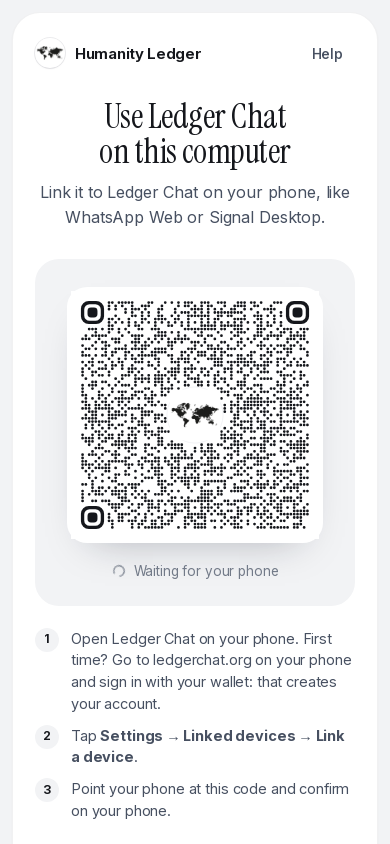 Humanity Ledger
Help
Use Ledger Chat
on this computer
Link it to Ledger Chat on your phone, like
WhatsApp Web or Signal Desktop.
Waiting for your phone
1
Open Ledger Chat on your phone. First
time? Go to ledgerchat.org on your phone
and sign in with your wallet: that creates
your account.
2
Tap Settings → Linked devices → Link
a device.
3
Point your phone at this code and confirm
on your phone.